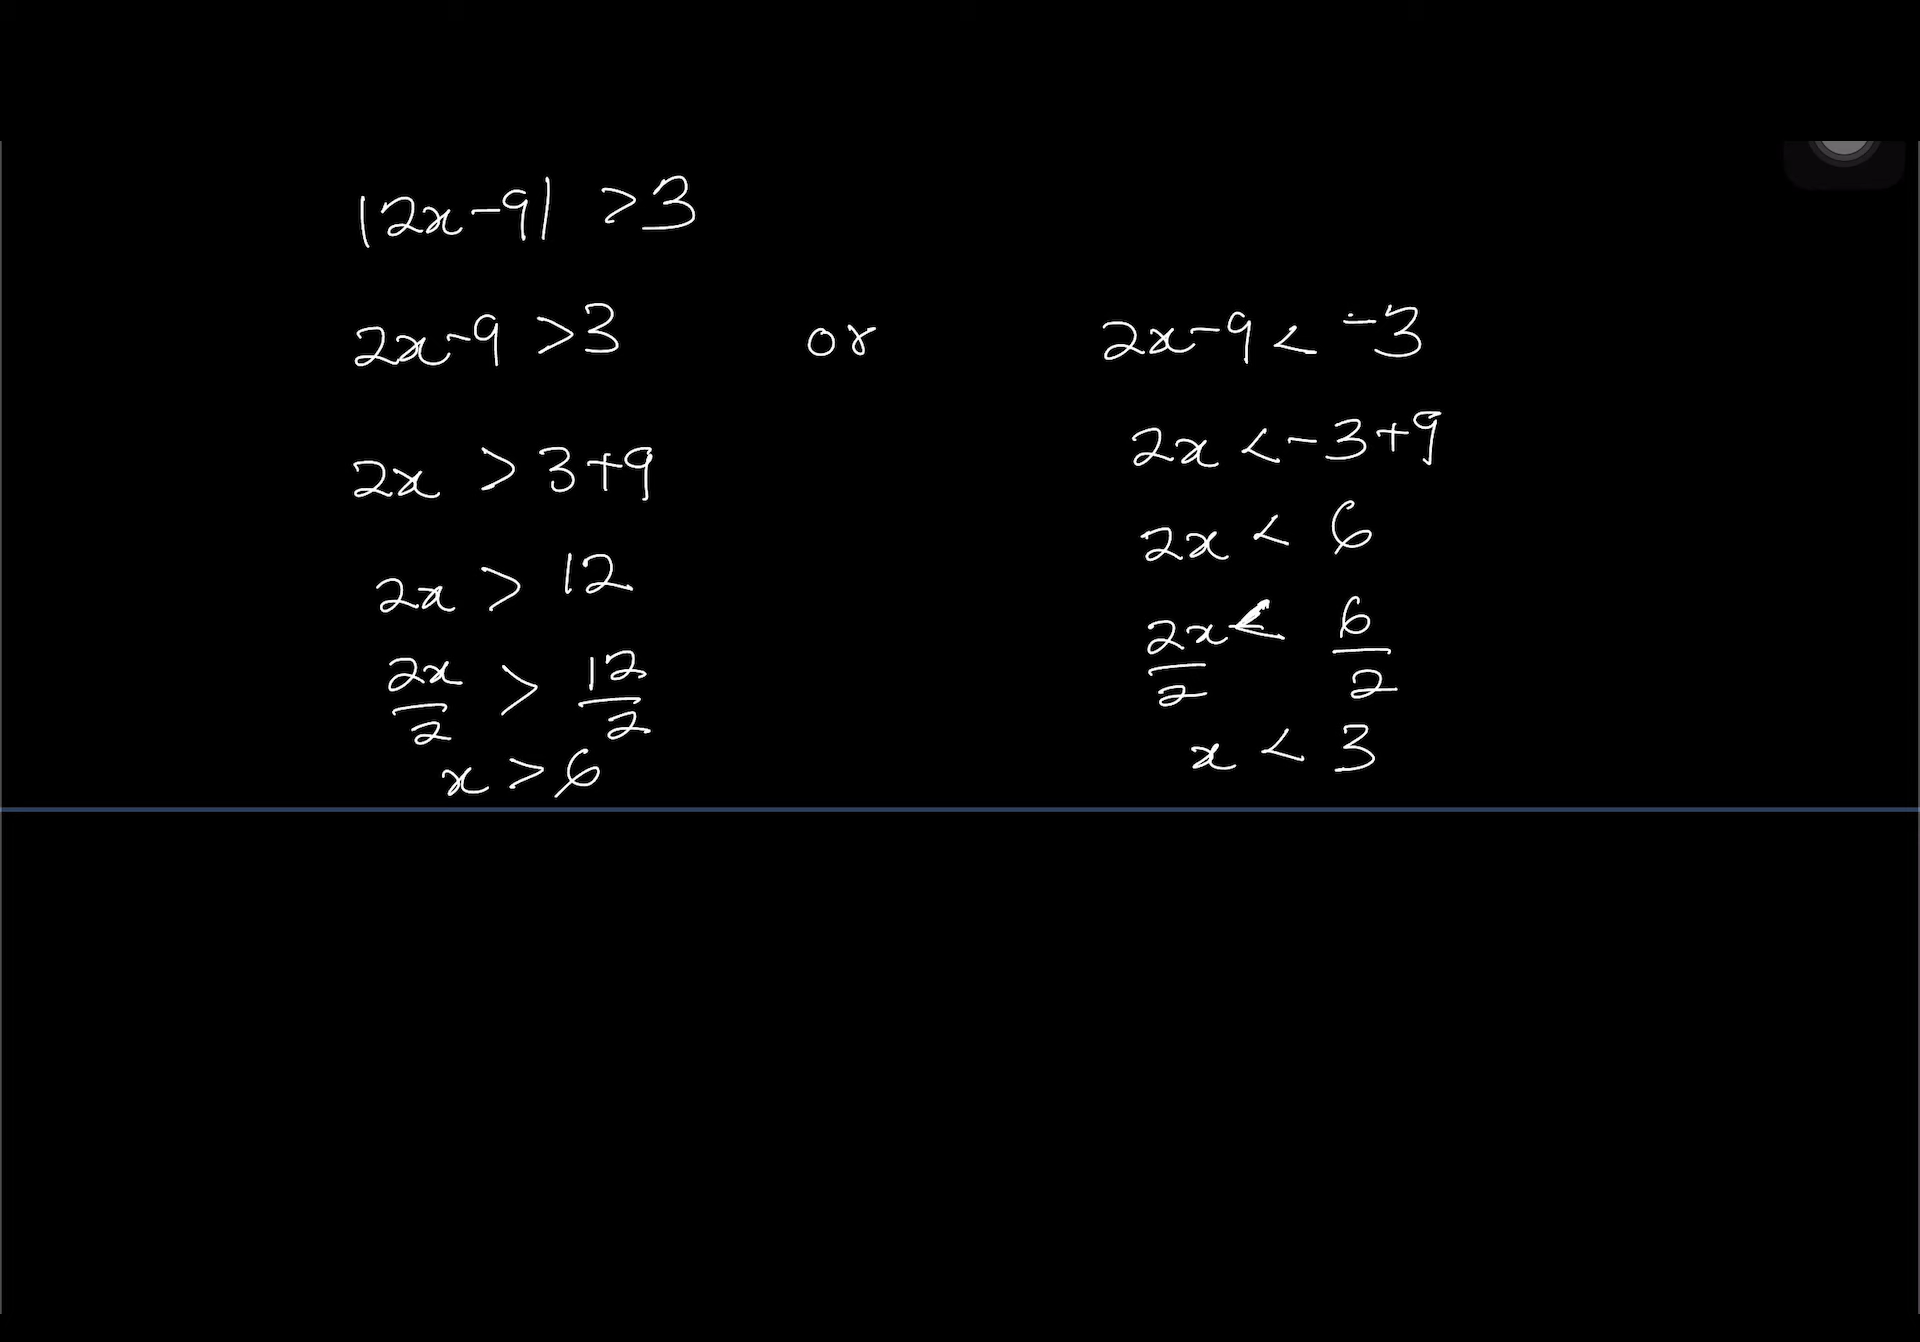 |2x-9| >3
2x-9 >3 or 2x-9 < -3
2x > 3+9 2x < -3+9
2x > 12 2x < 6
2x/2 > 12/2 2x/2 < 6/2
x > 6 x < 3